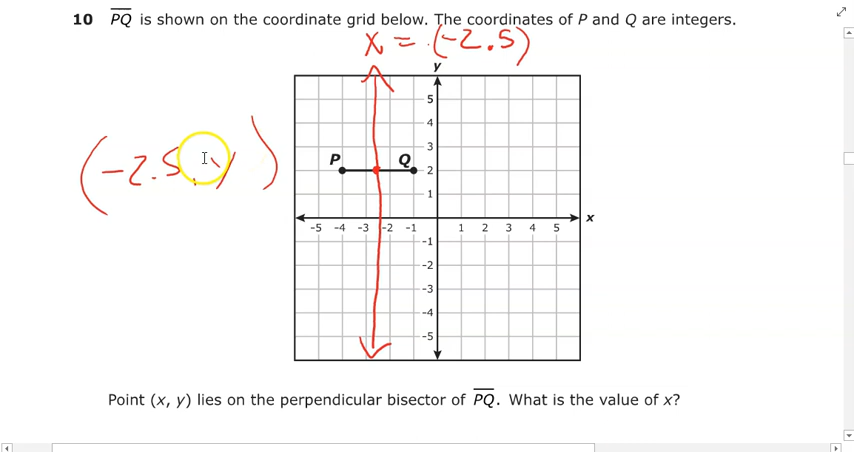 10 PQ is shown on the coordinate grid below. The coordinates of P and Q are integers.
x = (-2.5)
y
5
4
3
2
1
(-2.5, y)
P Q
x
-5 -4 -3 -2 -1 1 2 3 4 5
-1
-2
-3
-4
-5
Point (x, y) lies on the perpendicular bisector of PQ. What is the value of x?